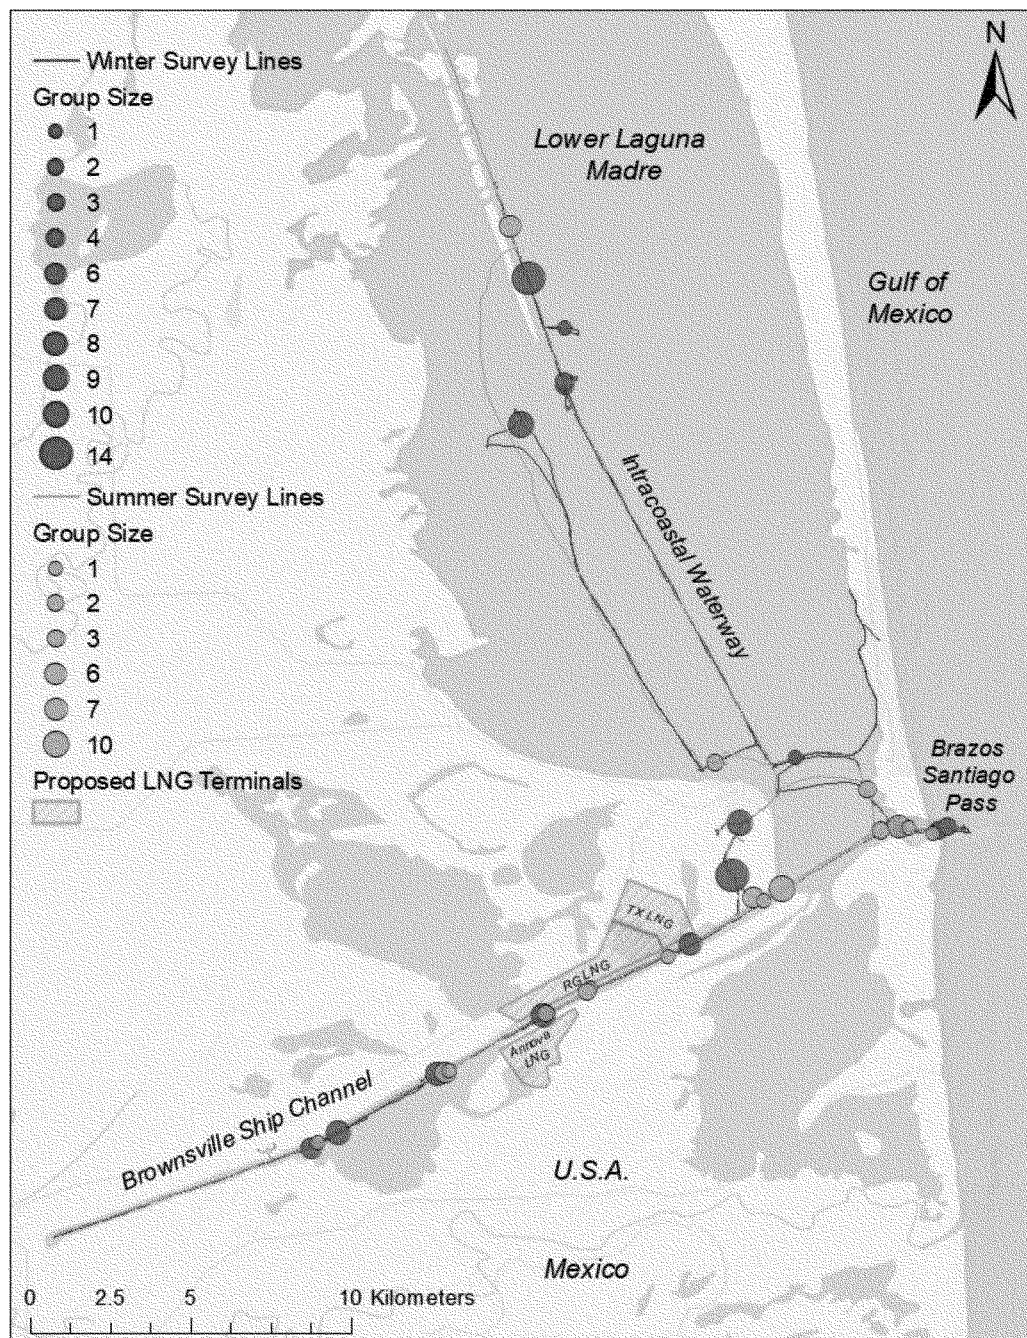 Winter Survey Lines
Group Size
1
2
3
4
6
7
8
9
10
14
Summer Survey Lines
Group Size
1
2
3
6
7
10
Proposed LNG Terminals
N
Lower Laguna
Madre
Gulf of
Mexico
Intracoastal Waterway
Brazos
Santiago
Pass
TX LNG
RG LNG
Annova
LNG
Brownsville Ship Channel
U.S.A.
Mexico
0 2.5 5 10 Kilometers